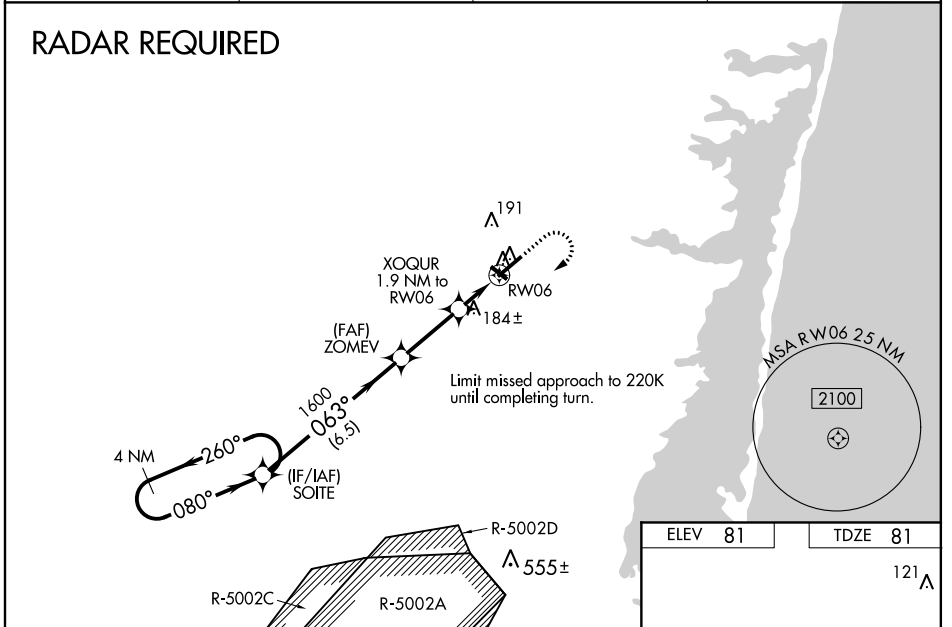 RADAR REQUIRED
191
XOQUR
1.9 NM to
RW06
RW06
184±
(FAF)
ZOMEV
Limit missed approach to 220K
until completing turn.
MSA RW06 25 NM
2100
1600
063°
(6.5)
4 NM
260°
080°
(IF/IAF)
SOITE
R-5002D
555±
R-5002C
R-5002A
ELEV 81
TDZE 81
121